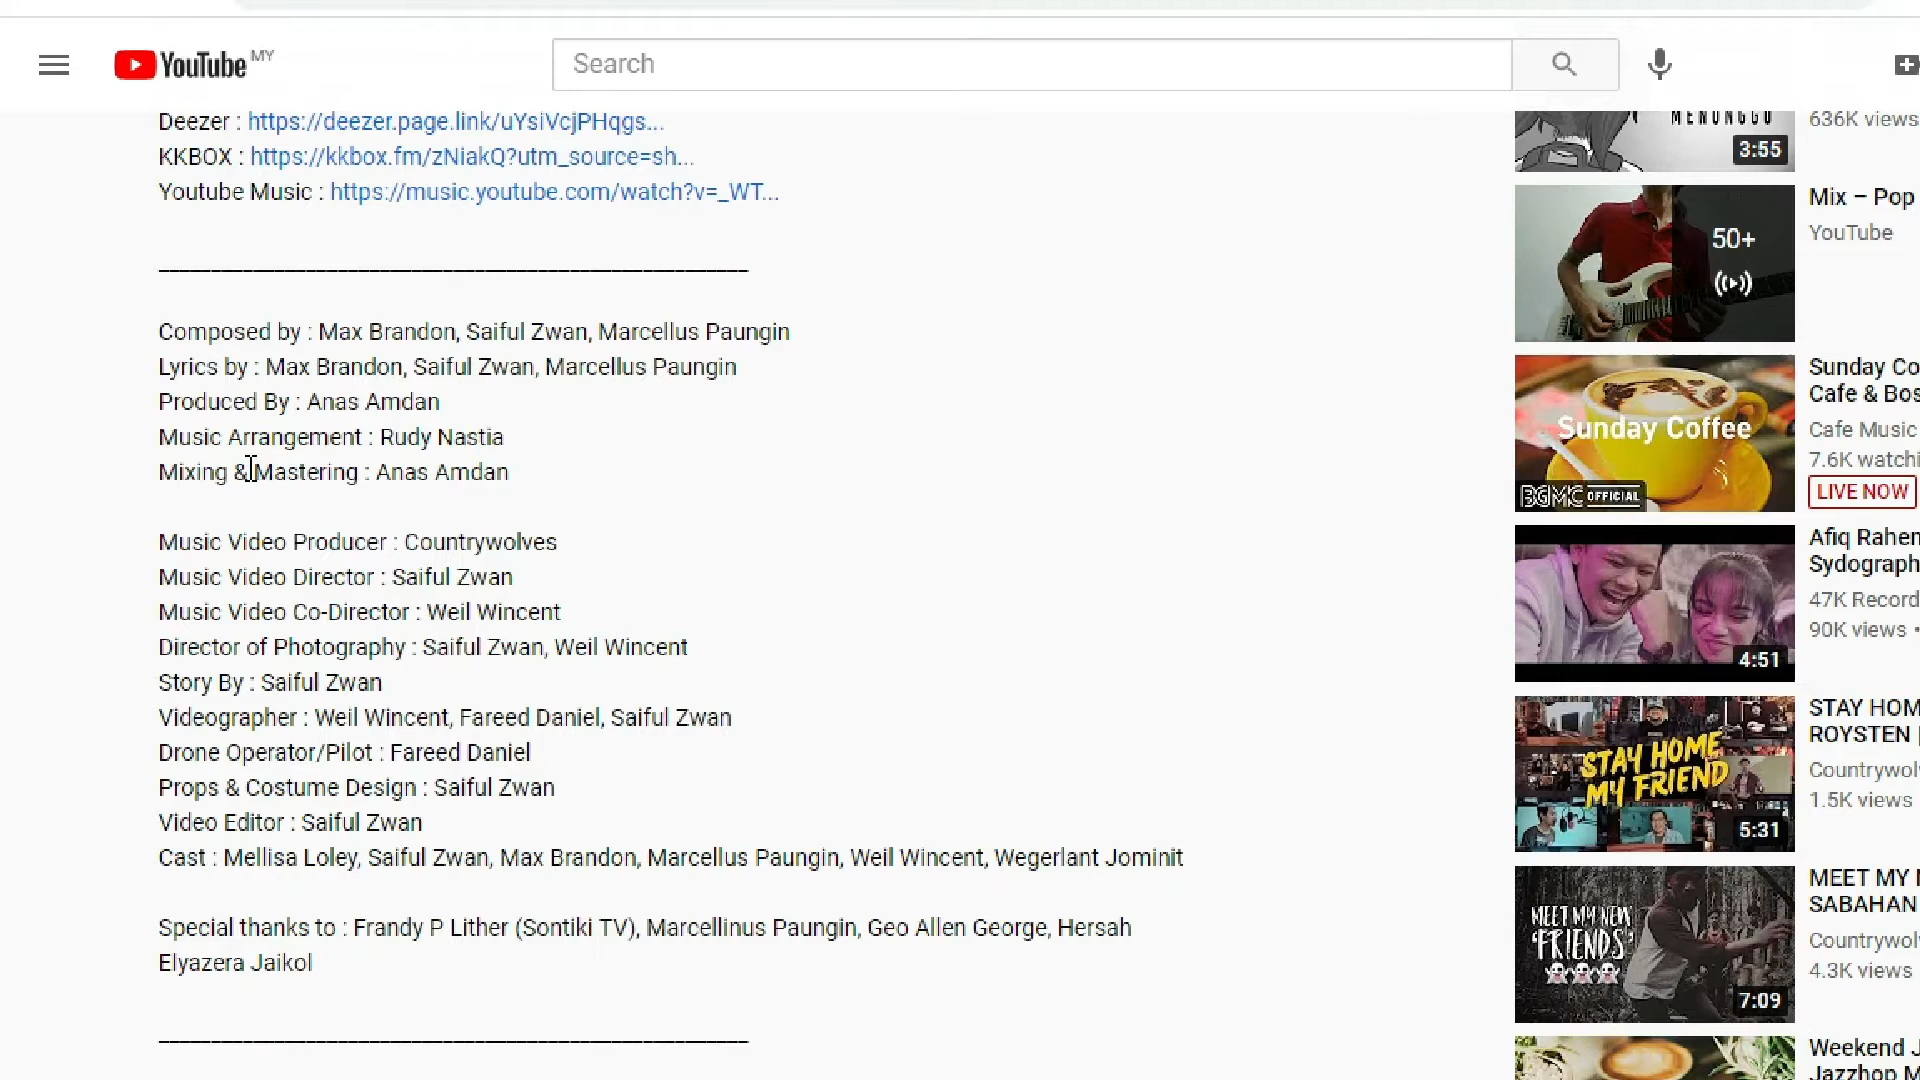 YouTube MY
Search
Deezer : https://deezer.page.link/uYsiVcjPHqgs...
KKBOX : https://kkbox.fm/zNiakQ?utm_source=sh...
Youtube Music : https://music.youtube.com/watch?v=_WT...
Composed by : Max Brandon, Saiful Zwan, Marcellus Paungin
Lyrics by : Max Brandon, Saiful Zwan, Marcellus Paungin
Produced By : Anas Amdan
Music Arrangement : Rudy Nastia
Mixing & Mastering : Anas Amdan
Music Video Producer : Countrywolves
Music Video Director : Saiful Zwan
Music Video Co-Director : Weil Wincent
Director of Photography : Saiful Zwan, Weil Wincent
Story By : Saiful Zwan
Videographer : Weil Wincent, Fareed Daniel, Saiful Zwan
Drone Operator/Pilot : Fareed Daniel
Props & Costume Design : Saiful Zwan
Video Editor : Saiful Zwan
Cast : Mellisa Loley, Saiful Zwan, Max Brandon, Marcellus Paungin, Weil Wincent, Wegerlant Jominit
Special thanks to : Frandy P Lither (Sontiki TV), Marcellinus Paungin, Geo Allen George, Hersah
Elyazera Jaikol
MENUNGGU
3:55
636K views
50+
Mix – Pop
YouTube
Sunday Coffee
BGMC OFFICIAL
Sunday Co
Cafe & Bos
Cafe Music
7.6K watchi
LIVE NOW
4:51
Afiq Rahen
Sydograph
47K Record
90K views •
STAY HOME
MY FRIEND
5:31
STAY HOM
ROYSTEN |
Countrywol
1.5K views
MEET MY NEW
'FRIENDS'
7:09
MEET MY N
SABAHAN
Countrywol
4.3K views
Weekend J
Jazzhop M